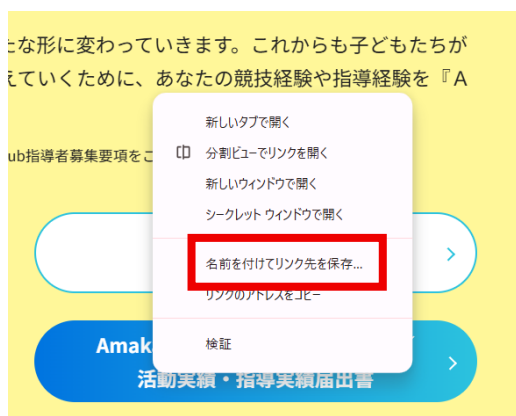 たな形に変わっていきます。これからも子どもたちが
えていくために、あなたの競技経験や指導経験を『A
ub指導者募集要項をご
新しいタブで開く
分割ビューでリンクを開く
新しいウィンドウで開く
シークレット ウィンドウで開く
名前を付けてリンク先を保存...
リンクのアドレスをコピー
検証
Amak
活動実績・指導実績届出書